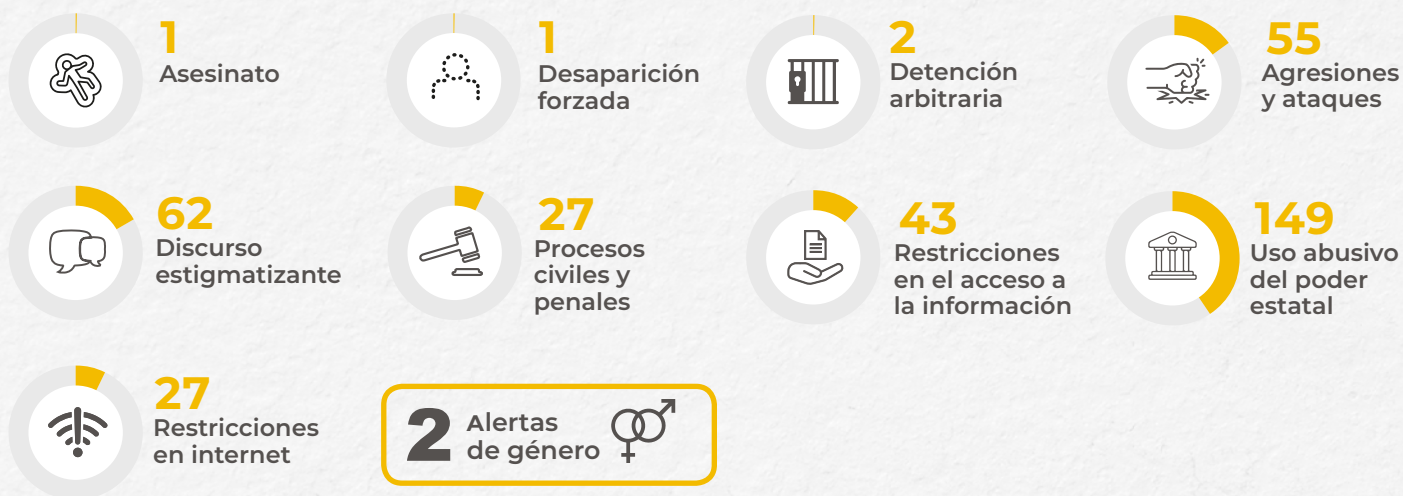 1
Asesinato
1
Desaparición
forzada
2
Detención
arbitraria
55
Agresiones
y ataques
62
Discurso
estigmatizante
27
Procesos
civiles y
penales
43
Restricciones
en el acceso a
la información
149
Uso abusivo
del poder
estatal
27
Restricciones
en internet
2
Alertas
de género